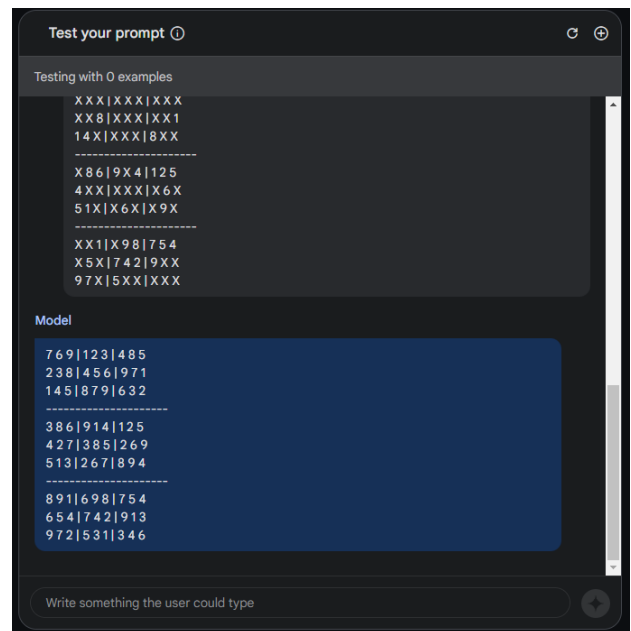 Test your prompt
Testing with 0 examples
XXX|XXX|XXX
XX8|XXX|XX1
14X|XXX|8XX
---------------------
X86|9X4|125
4XX|XXX|X6X
51X|X6X|X9X
---------------------
XX1|X98|754
X5X|742|9XX
97X|5XX|XXX
Model
769|123|485
238|456|971
145|879|632
---------------------
386|914|125
427|385|269
513|267|894
---------------------
891|698|754
654|742|913
972|531|346
Write something the user could type